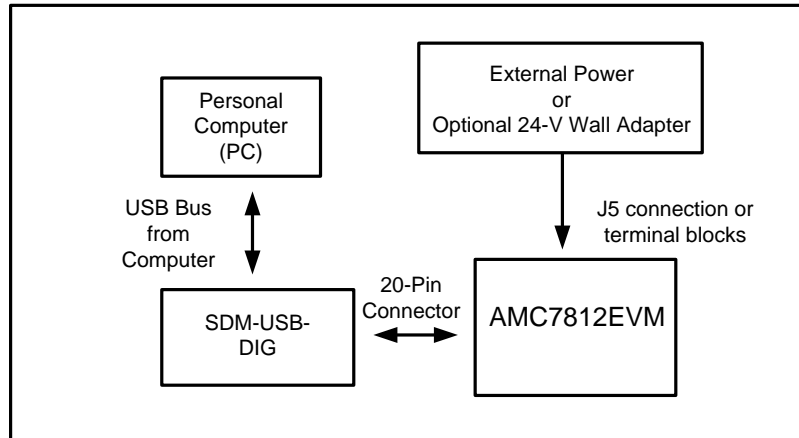 Personal
Computer
(PC)
External Power
or
Optional 24-V Wall Adapter
USB Bus
from
Computer
J5 connection or
terminal blocks
SDM-USB-
DIG
20-Pin
Connector
AMC7812EVM